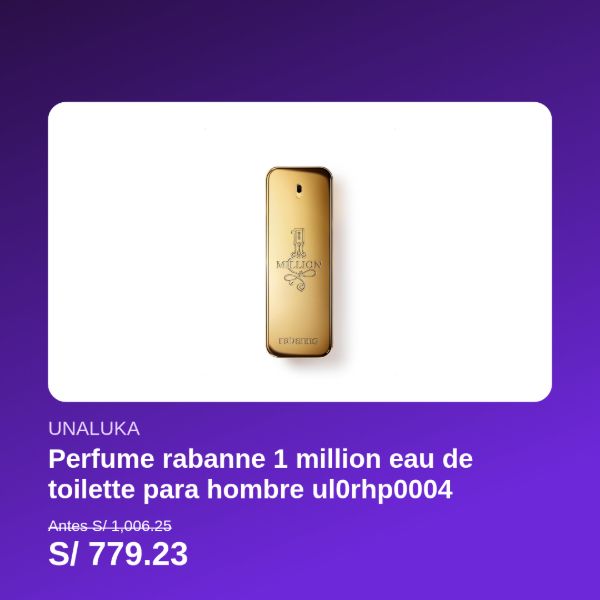 1
MILLION
rabanne
UNALUKA
Perfume rabanne 1 million eau de
toilette para hombre ul0rhp0004
Antes S/ 1,006.25
S/ 779.23